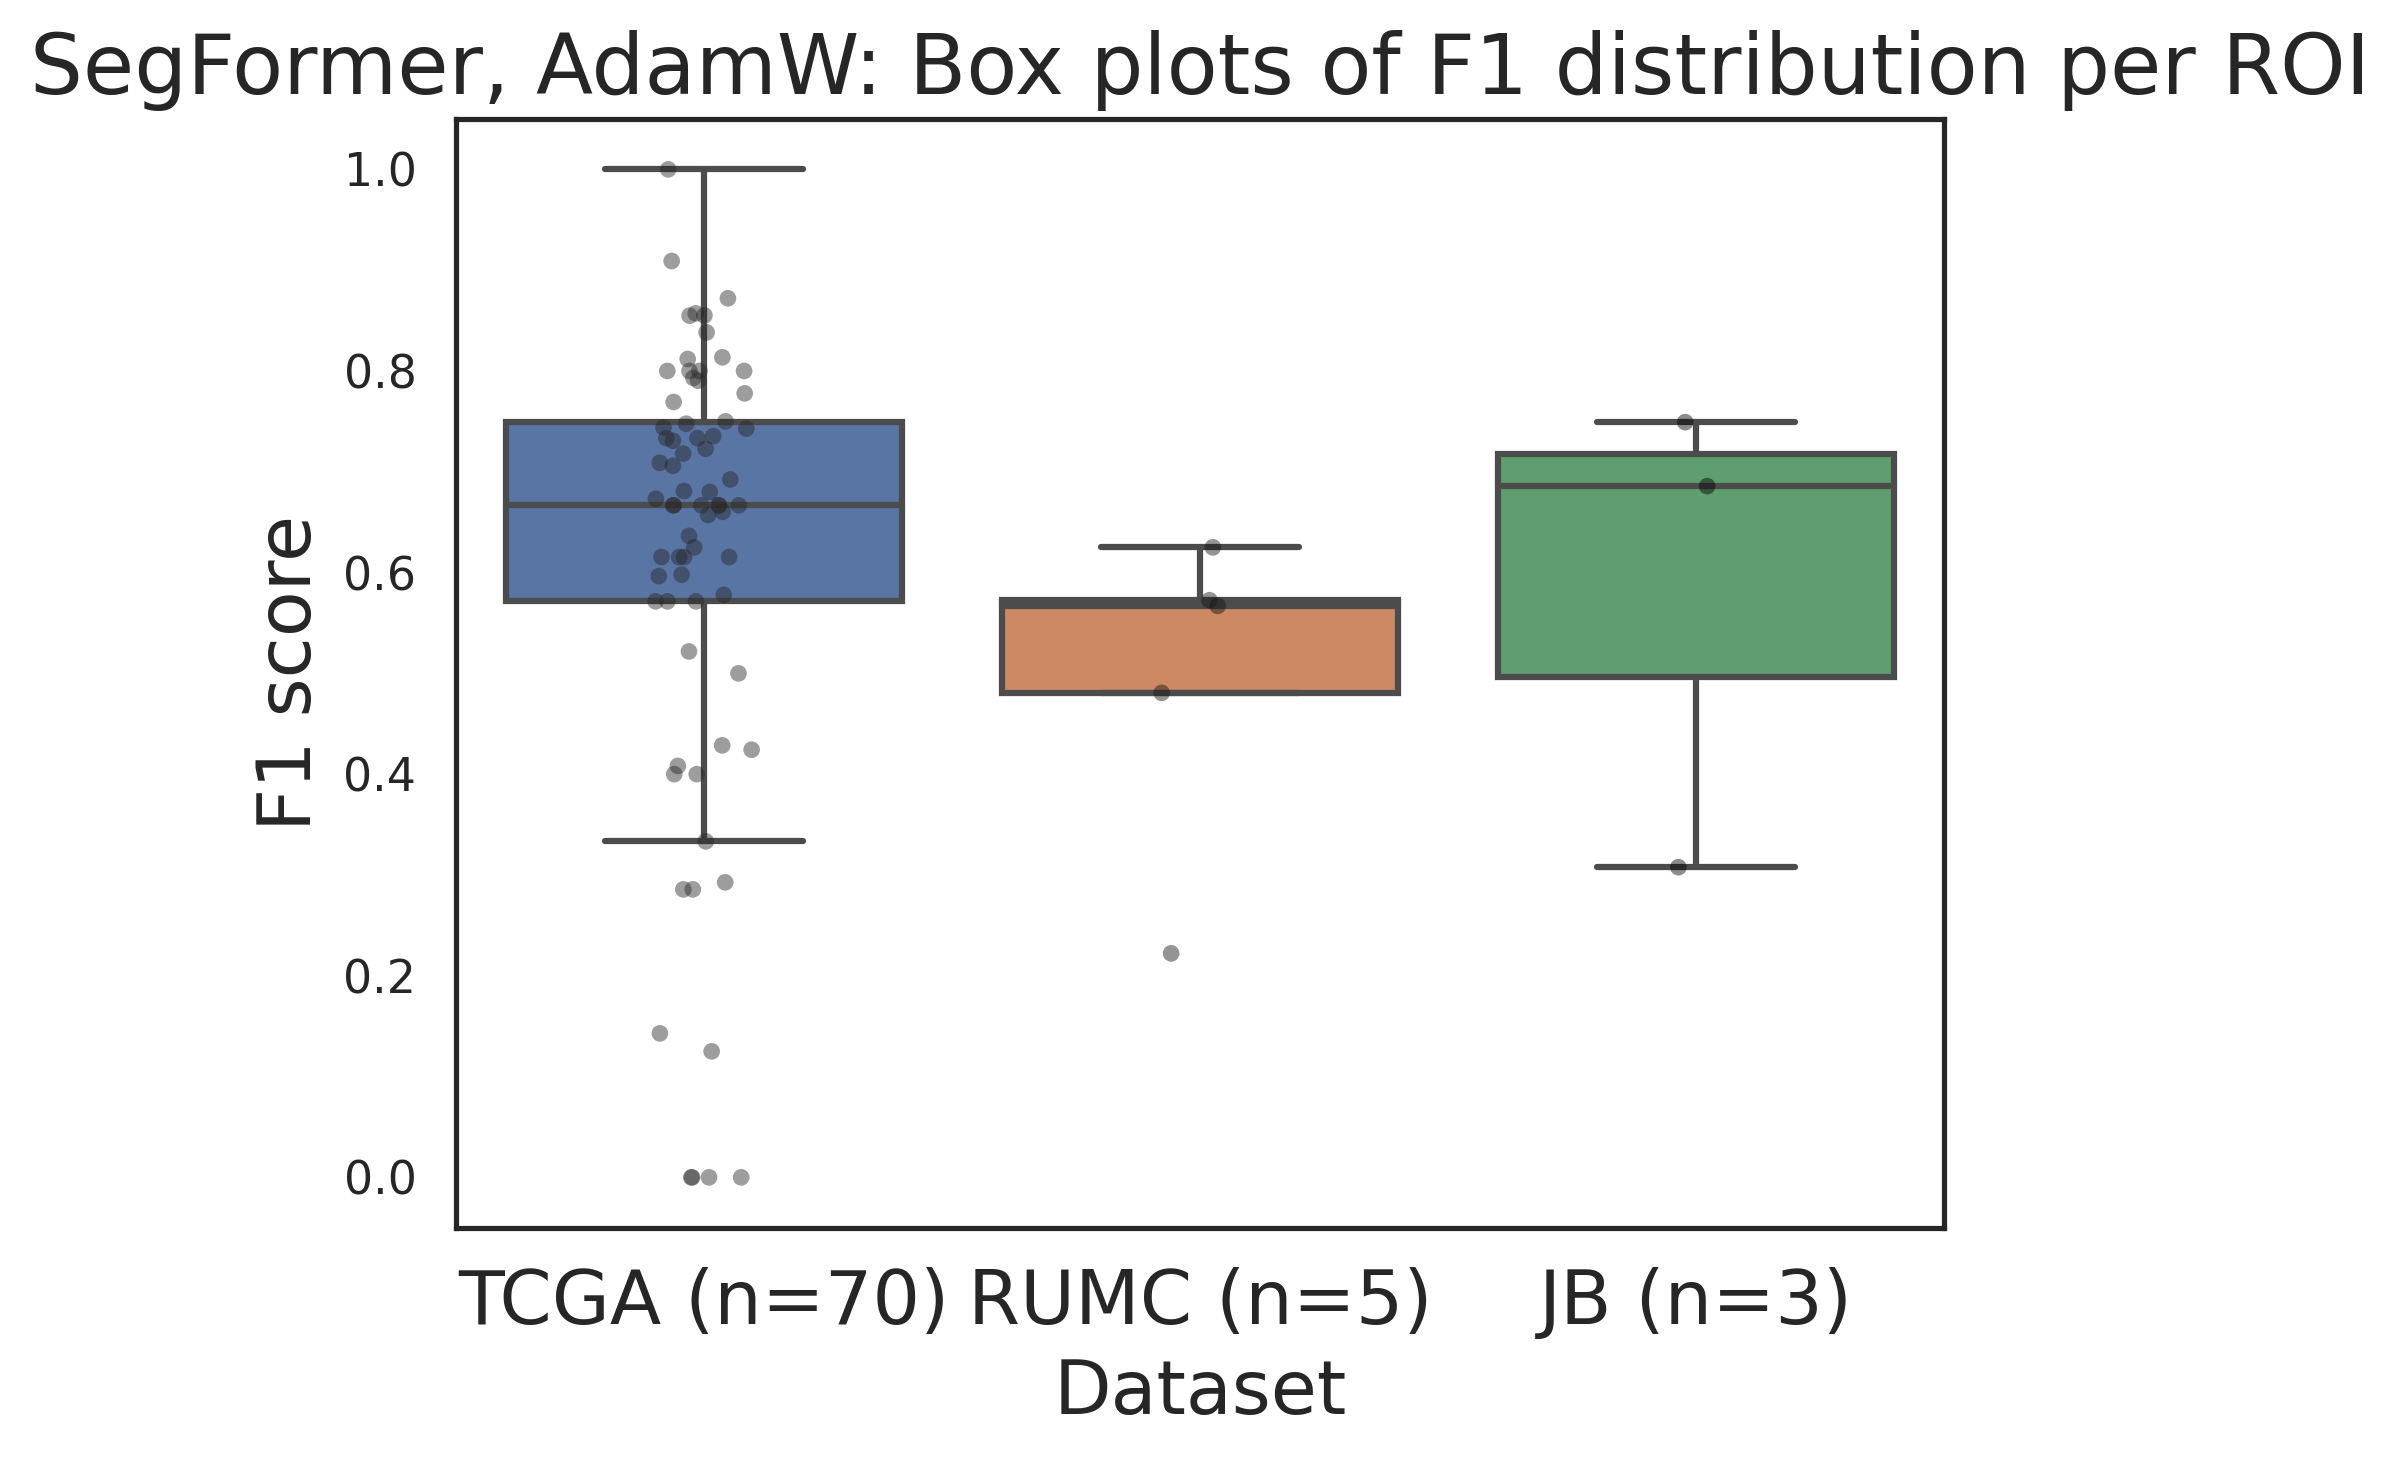 SegFormer, AdamW: Box plots of F1 distribution per ROI
1.0
0.8
0.6
0.4
0.2
0.0
F1 score
TCGA (n=70) RUMC (n=5) JB (n=3)
Dataset